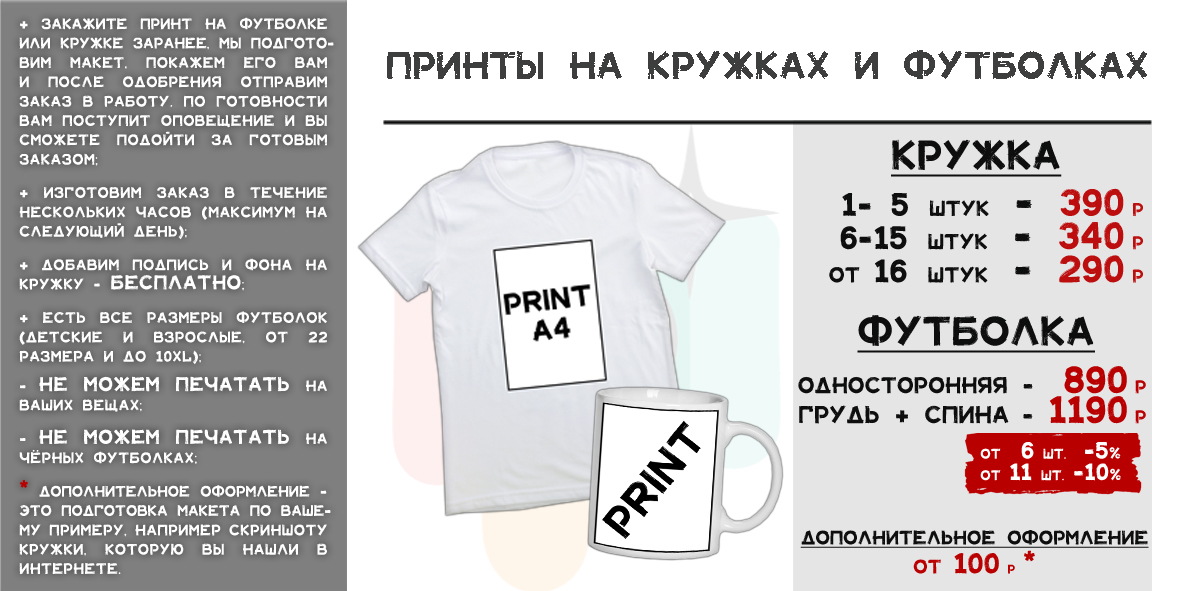 + ЗАКАЖИТЕ ПРИНТ НА ФУТБОЛКЕ
ИЛИ КРУЖКЕ ЗАРАНЕЕ, МЫ ПОДГОТО-
ВИМ МАКЕТ, ПОКАЖЕМ ЕГО ВАМ
И ПОСЛЕ ОДОБРЕНИЯ ОТПРАВИМ
ЗАКАЗ В РАБОТУ. ПО ГОТОВНОСТИ
ВАМ ПОСТУПИТ ОПОВЕЩЕНИЕ И ВЫ
СМОЖЕТЕ ПОДОЙТИ ЗА ГОТОВЫМ
ЗАКАЗОМ;
+ ИЗГОТОВИМ ЗАКАЗ В ТЕЧЕНИЕ
НЕСКОЛЬКИХ ЧАСОВ (МАКСИМУМ НА
СЛЕДУЮЩИЙ ДЕНЬ);
+ ДОБАВИМ ПОДПИСЬ И ФОНА НА
КРУЖКУ - БЕСПЛАТНО;
+ ЕСТЬ ВСЕ РАЗМЕРЫ ФУТБОЛОК
(ДЕТСКИЕ И ВЗРОСЛЫЕ, ОТ 22
РАЗМЕРА И ДО 10XL);
- НЕ МОЖЕМ ПЕЧАТАТЬ НА
ВАШИХ ВЕЩАХ;
- НЕ МОЖЕМ ПЕЧАТАТЬ НА
ЧЁРНЫХ ФУТБОЛКАХ;
* ДОПОЛНИТЕЛЬНОЕ ОФОРМЛЕНИЕ -
ЭТО ПОДГОТОВКА МАКЕТА ПО ВАШЕ-
МУ ПРИМЕРУ, НАПРИМЕР СКРИНШОТУ
КРУЖКИ, КОТОРУЮ ВЫ НАШЛИ В
ИНТЕРНЕТЕ.
ПРИНТЫ НА КРУЖКАХ И ФУТБОЛКАХ
PRINT
A4
PRINT
КРУЖКА
1- 5 ШТУК - 390 Р
6-15 ШТУК - 340 Р
ОТ 16 ШТУК - 290 Р
ФУТБОЛКА
ОДНОСТОРОННЯЯ - 890 Р
ГРУДЬ + СПИНА - 1190 Р
ОТ 6 ШТ. -5%
ОТ 11 ШТ. -10%
ДОПОЛНИТЕЛЬНОЕ ОФОРМЛЕНИЕ
ОТ 100 Р *